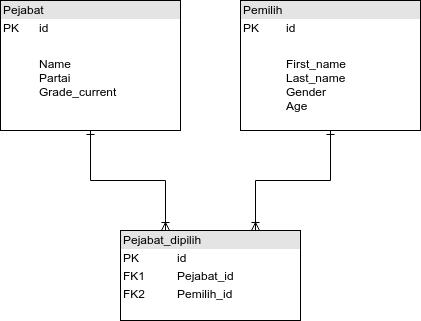 Pejabat
PK id
Name
Partai
Grade_current
Pemilih
PK id
First_name
Last_name
Gender
Age
Pejabat_dipilih
PK id
FK1 Pejabat_id
FK2 Pemilih_id